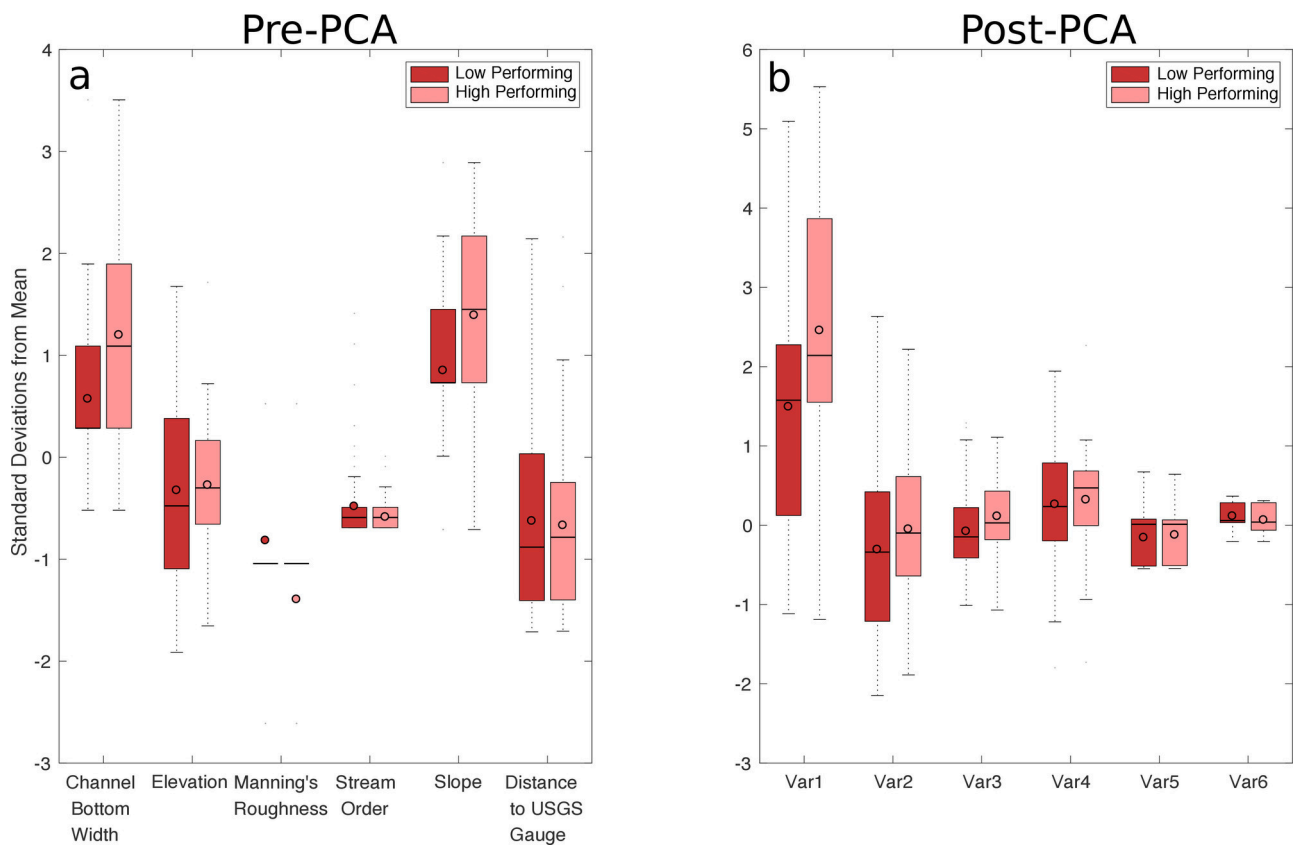 Pre-PCA
Post-PCA
a
Low Performing
High Performing
Standard Deviations from Mean
4
3
2
1
0
-1
-2
-3
Channel Bottom Width
Elevation
Manning's Roughness
Stream Order
Slope
Distance to USGS Gauge
b
Low Performing
High Performing
6
5
4
3
2
1
0
-1
-2
-3
Var1
Var2
Var3
Var4
Var5
Var6